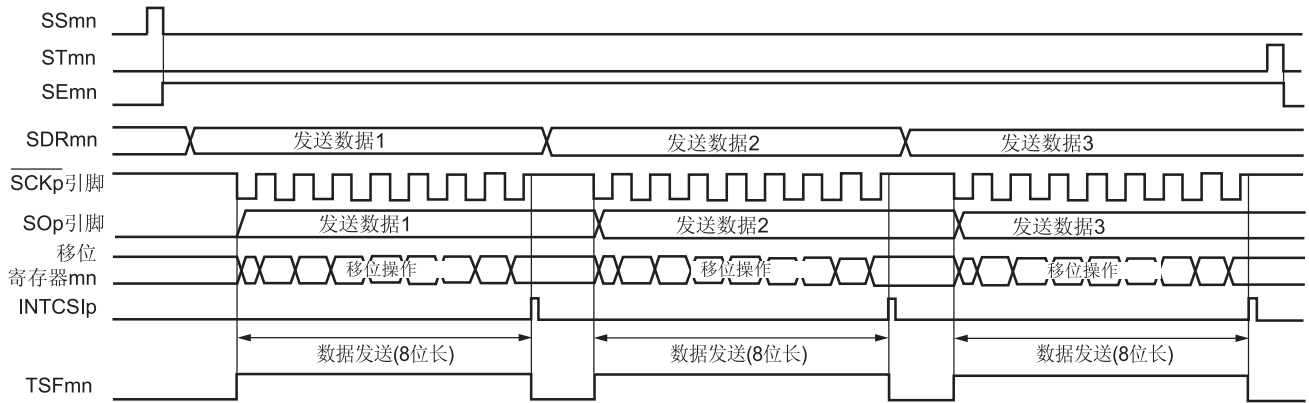 SSmn
STmn
SEmn
SDRmn 发送数据1 发送数据2 发送数据3
SCKp引脚
SOp引脚 发送数据1 发送数据2 发送数据3
移位
寄存器mn 移位操作 移位操作 移位操作
INTCSIp
数据发送(8位长) 数据发送(8位长) 数据发送(8位长)
TSFmn